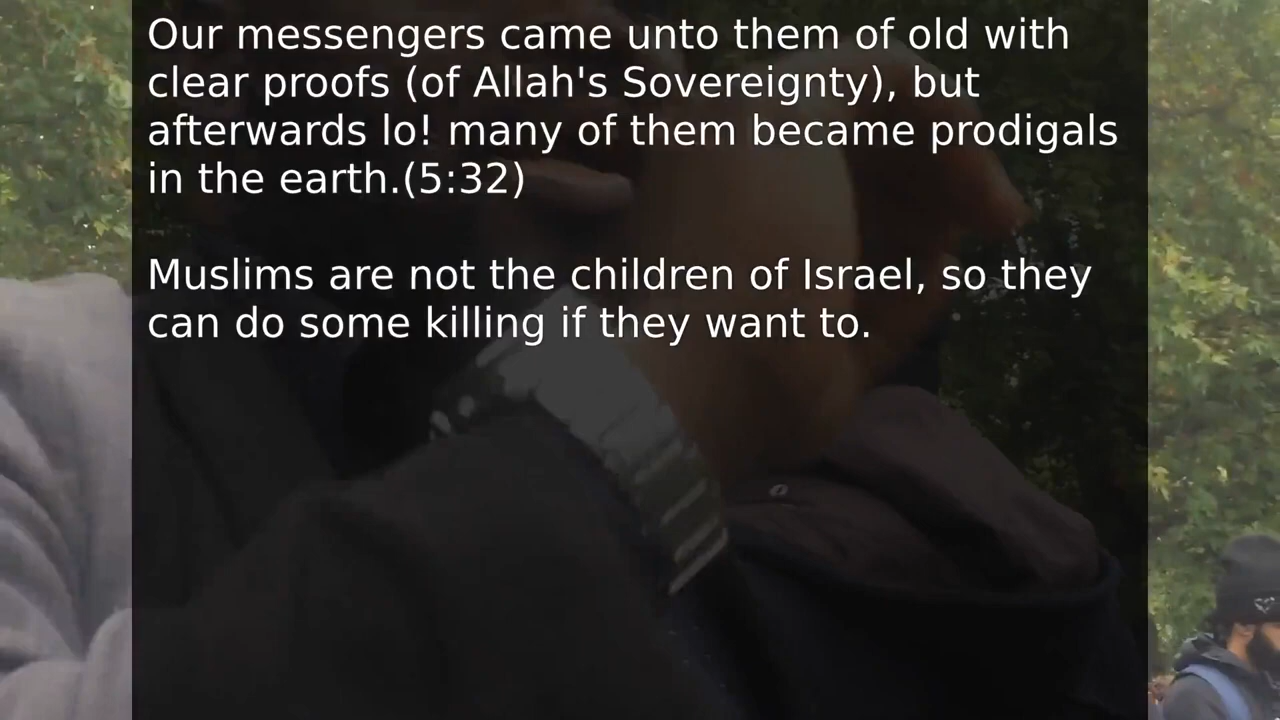 Our messengers came unto them of old with
clear proofs (of Allah's Sovereignty), but
afterwards lo! many of them became prodigals
in the earth.(5:32)
Muslims are not the children of Israel, so they
can do some killing if they want to.